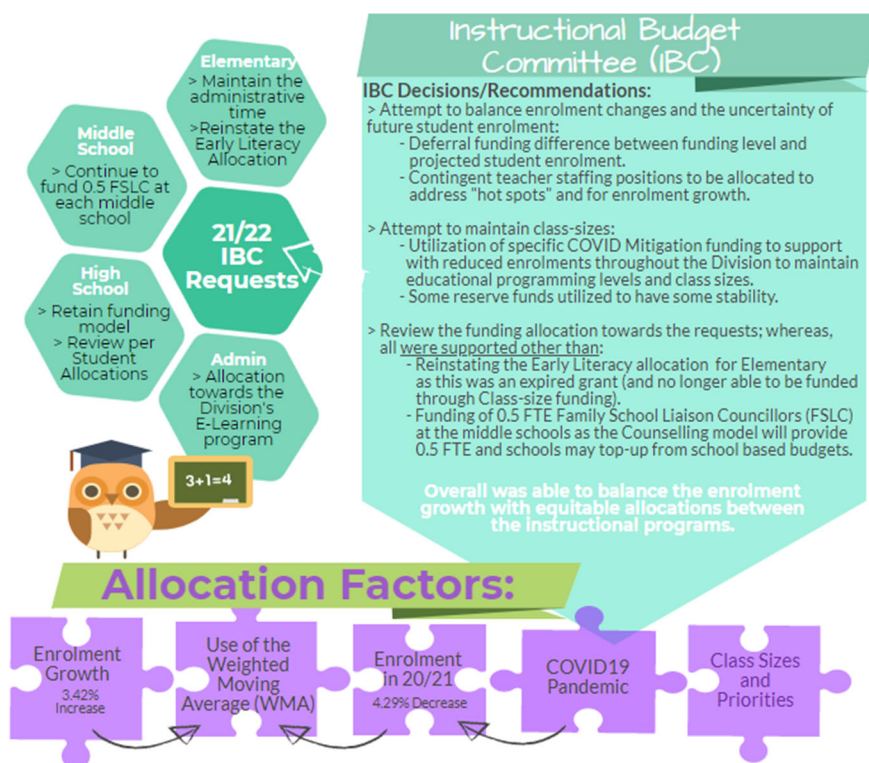 Elementary
> Maintain the
administrative
time
>Reinstate the
Early Literacy
Allocation
Middle
School
> Continue to
fund 0.5 FSLC at
each middle
school
21/22
IBC
Requests
High
School
> Retain funding
model
> Review per
Student
Allocations
Admin
> Allocation
towards the
Division's
E-Learning
program
3+1=4
Instructional Budget
Committee (IBC)
IBC Decisions/Recommendations:
> Attempt to balance enrolment changes and the uncertainty of
future student enrolment:
- Deferral funding difference between funding level and
projected student enrolment.
- Contingent teacher staffing positions to be allocated to
address "hot spots" and for enrolment growth.
> Attempt to maintain class-sizes:
- Utilization of specific COVID Mitigation funding to support
with reduced enrolments throughout the Division to maintain
educational programming levels and class sizes.
- Some reserve funds utilized to have some stability.
> Review the funding allocation towards the requests; whereas,
all were supported other than:
- Reinstating the Early Literacy allocation for Elementary
as this was an expired grant (and no longer able to be funded
through Class-size funding).
- Funding of 0.5 FTE Family School Liaison Councillors (FSLC)
at the middle schools as the Counselling model will provide
0.5 FTE and schools may top-up from school based budgets.
Overall was able to balance the enrolment
growth with equitable allocations between
the instructional programs.
Allocation Factors:
Enrolment
Growth
3.42%
Increase
Use of the
Weighted
Moving
Average (WMA)
Enrolment
in 20/21
4.29% Decrease
COVID19
Pandemic
Class Sizes
and
Priorities